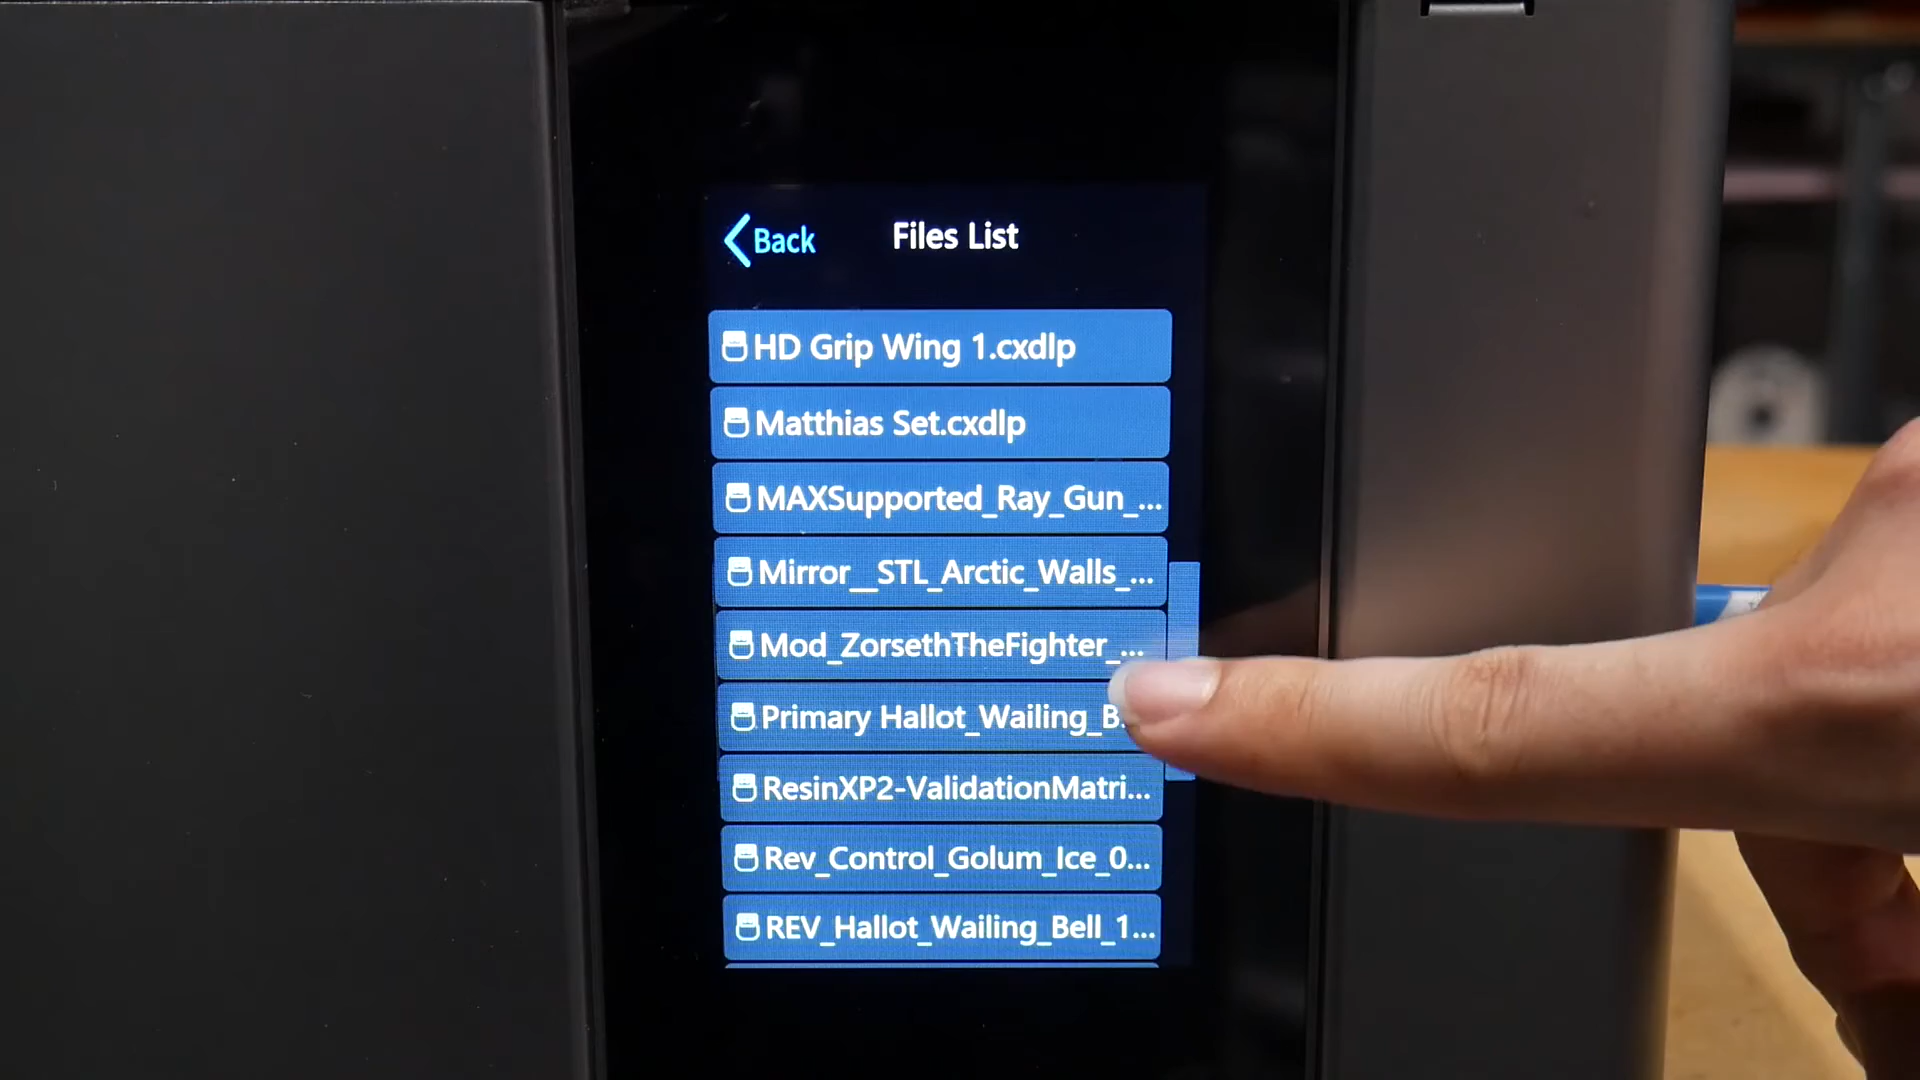 Back
Files List
HD Grip Wing 1.cxdlp
Matthias Set.cxdlp
MAXSupported_Ray_Gun_...
Mirror__STL_Arctic_Walls_...
Mod_ZorsethTheFighter_...
Primary Hallot_Wailing_B
ResinXP2-ValidationMatri...
Rev_Control_Golum_Ice_0...
REV_Hallot_Wailing_Bell_1...